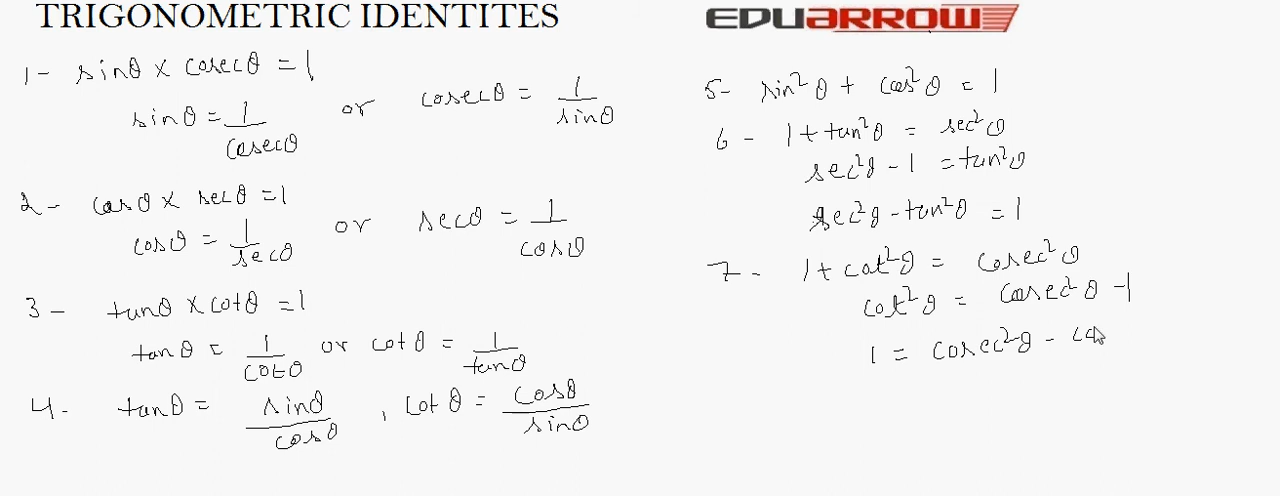 TRIGONOMETRIC IDENTITES
EDUARROW
1- sinθ × cosecθ = 1
sinθ = 1/cosecθ or cosecθ = 1/sinθ
2- cosθ × secθ = 1
cosθ = 1/secθ or secθ = 1/cosθ
3- tanθ × cotθ = 1
tanθ = 1/cotθ or cotθ = 1/tanθ
4- tanθ = sinθ/cosθ , cotθ = cosθ/sinθ
5- sin²θ + cos²θ = 1
6- 1 + tan²θ = sec²θ
sec²θ - 1 = tan²θ
sec²θ - tan²θ = 1
7- 1 + cot²θ = cosec²θ
cot²θ = cosec²θ - 1
1 = cosec²θ - co